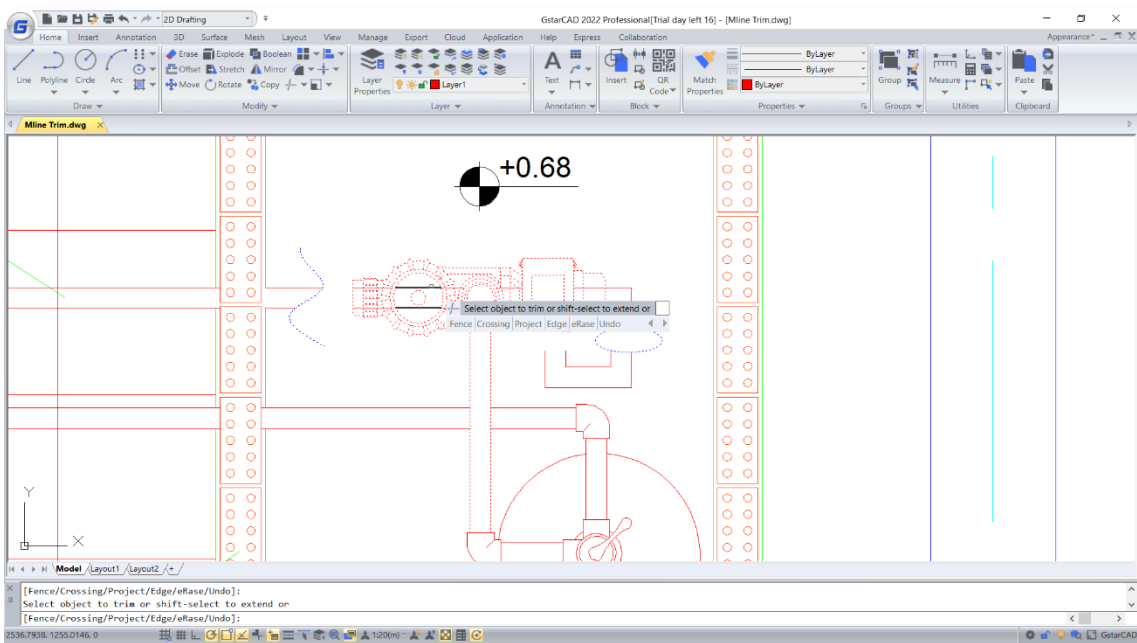 2D Drafting
GstarCAD 2022 Professional[Trial day left 16] - [Mline Trim.dwg]
Home Insert Annotation 3D Surface Mesh Layout View Manage Export Cloud Application Help Express Collaboration Appearance
Line Polyline Circle Arc
Erase Explode Boolean
Offset Stretch Mirror
Move Rotate Copy
Layer Properties
Layer1
Text
Insert QR Code
Match Properties
ByLayer
ByLayer
ByLayer
Group
Measure
Paste
Draw Modify Layer Annotation Block Properties Groups Utilities Clipboard
Mline Trim.dwg
+0.68
Select object to trim or shift-select to extend or
Fence Crossing Project Edge eRase Undo
Y
X
Model Layout1 Layout2 +
[Fence/Crossing/Project/Edge/eRase/Undo]:
Select object to trim or shift-select to extend or
[Fence/Crossing/Project/Edge/eRase/Undo]:
2536.7938, 1255.0146, 0
1:20(m)
GstarCAD